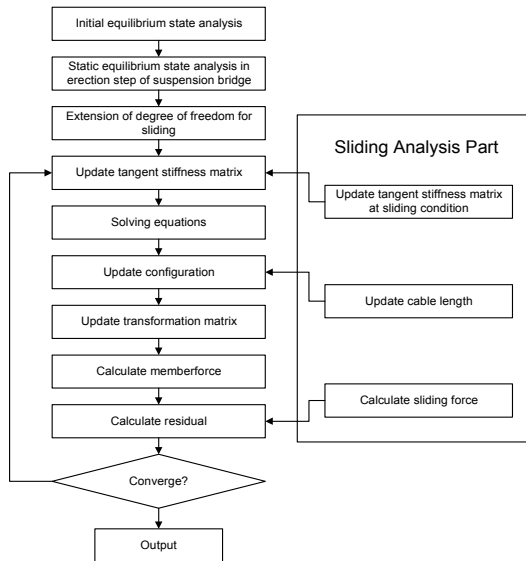 Initial equilibrium state analysis
Static equilibrium state analysis in
erection step of suspension bridge
Extension of degree of freedom for
sliding
Update tangent stiffness matrix
Solving equations
Update configuration
Update transformation matrix
Calculate memberforce
Calculate residual
Converge?
Output
Sliding Analysis Part
Update tangent stiffness matrix
at sliding condition
Update cable length
Calculate sliding force